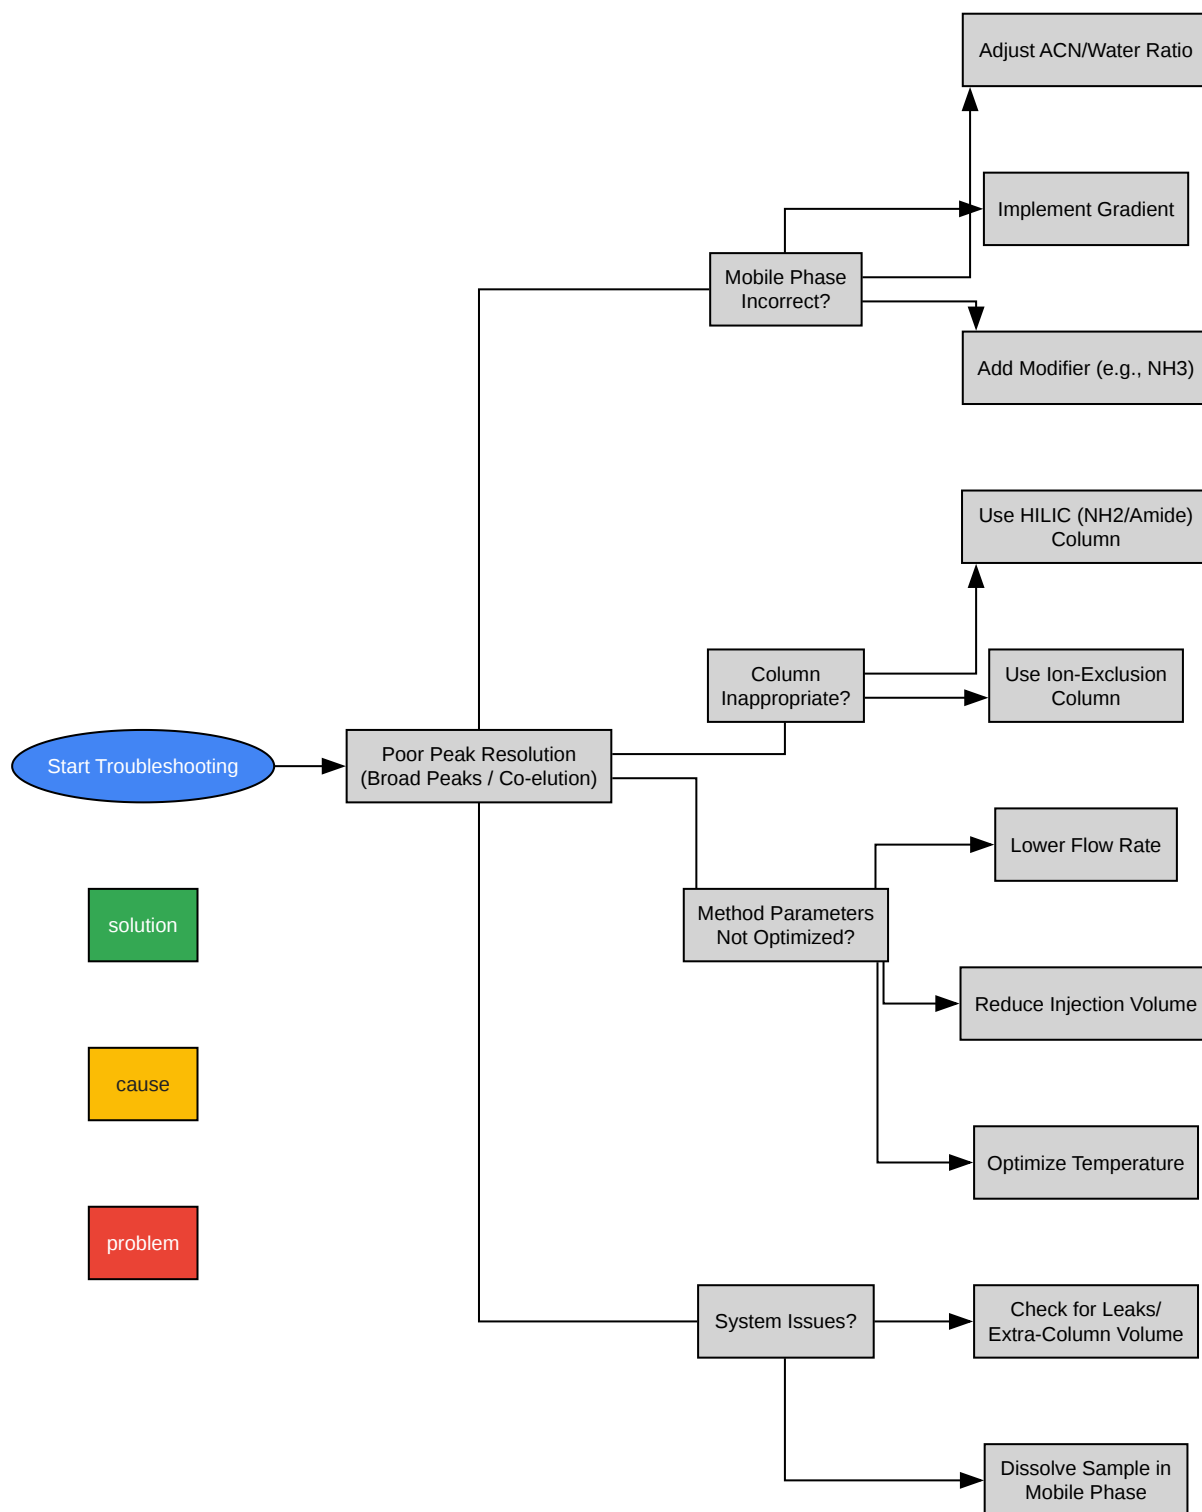 Adjust ACN/Water Ratio
Implement Gradient
Mobile Phase
Incorrect?
Add Modifier (e.g., NH3)
Use HILIC (NH2/Amide)
Column
Column
Inappropriate?
Use Ion-Exclusion
Column
Start Troubleshooting
Poor Peak Resolution
(Broad Peaks / Co-elution)
Lower Flow Rate
solution
Method Parameters
Not Optimized?
Reduce Injection Volume
cause
Optimize Temperature
problem
System Issues?
Check for Leaks/
Extra-Column Volume
Dissolve Sample in
Mobile Phase